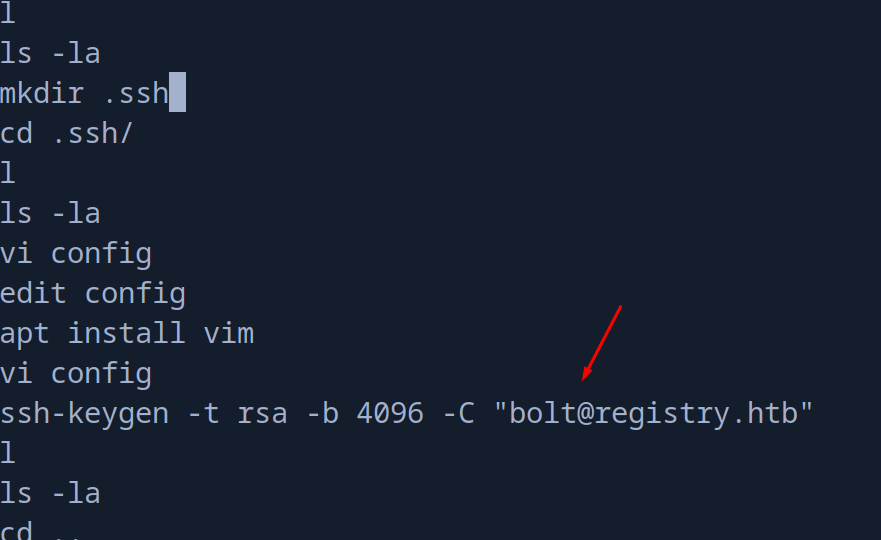 l
ls -la
mkdir .ssh
cd .ssh/
l
ls -la
vi config
edit config
apt install vim
vi config
ssh-keygen -t rsa -b 4096 -C "bolt@registry.htb"
l
ls -la
cd ..